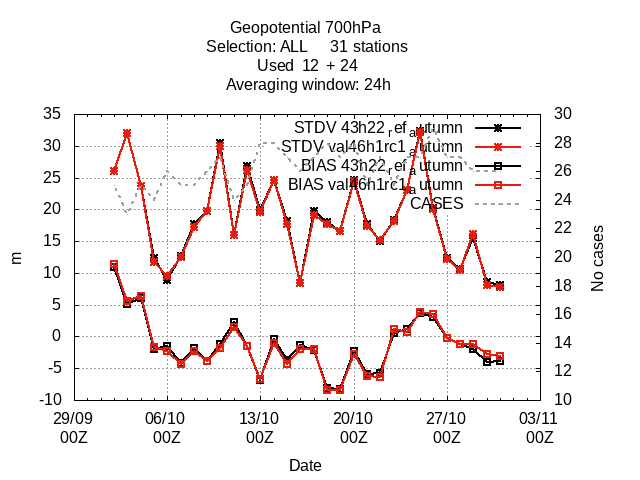 Geopotential 700hPa
Selection: ALL 31 stations
Used 12 + 24
Averaging window: 24h
35 30
STDV 43h22_ref_autumn
30 28
STDV val46h1rc1_autumn
BIAS 43h22_ref_autumn
25 26
BIAS val46h1rc1_autumn
24
CASES
20
22
15
20
10
18
5
16
0
14
-5
12
-10 10
m
No cases
29/09 06/10 13/10 20/10 27/10 03/11
00Z 00Z 00Z 00Z 00Z 00Z
Date